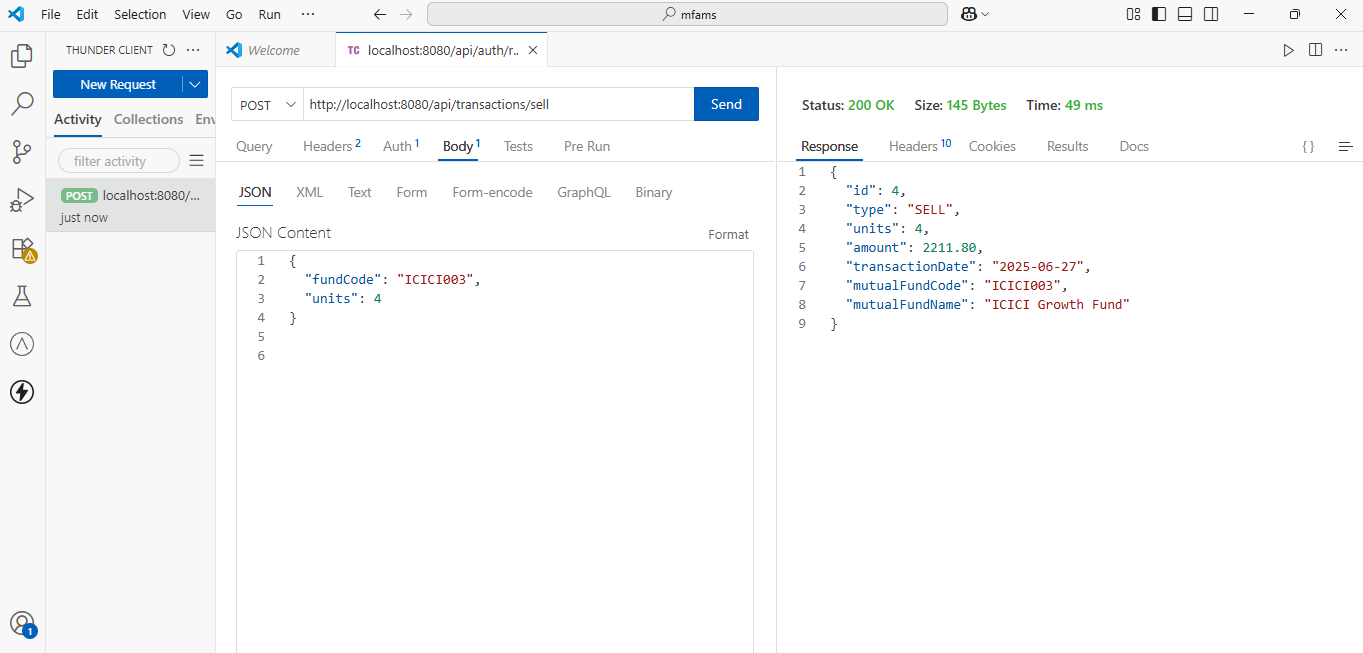 File Edit Selection View Go Run ··· mfams
THUNDER CLIENT ···
New Request
Activity Collections Env
filter activity
POST localhost:8080/...
just now
Welcome
TC localhost:8080/api/auth/r..
POST http://localhost:8080/api/transactions/sell Send
Query Headers 2 Auth 1 Body 1 Tests Pre Run
JSON XML Text Form Form-encode GraphQL Binary
JSON Content Format
1 {
2 "fundCode": "ICICI003",
3 "units": 4
4 }
5
6
Status: 200 OK Size: 145 Bytes Time: 49 ms
Response Headers 10 Cookies Results Docs { }
1 {
2 "id": 4,
3 "type": "SELL",
4 "units": 4,
5 "amount": 2211.80,
6 "transactionDate": "2025-06-27",
7 "mutualFundCode": "ICICI003",
8 "mutualFundName": "ICICI Growth Fund"
9 }
1